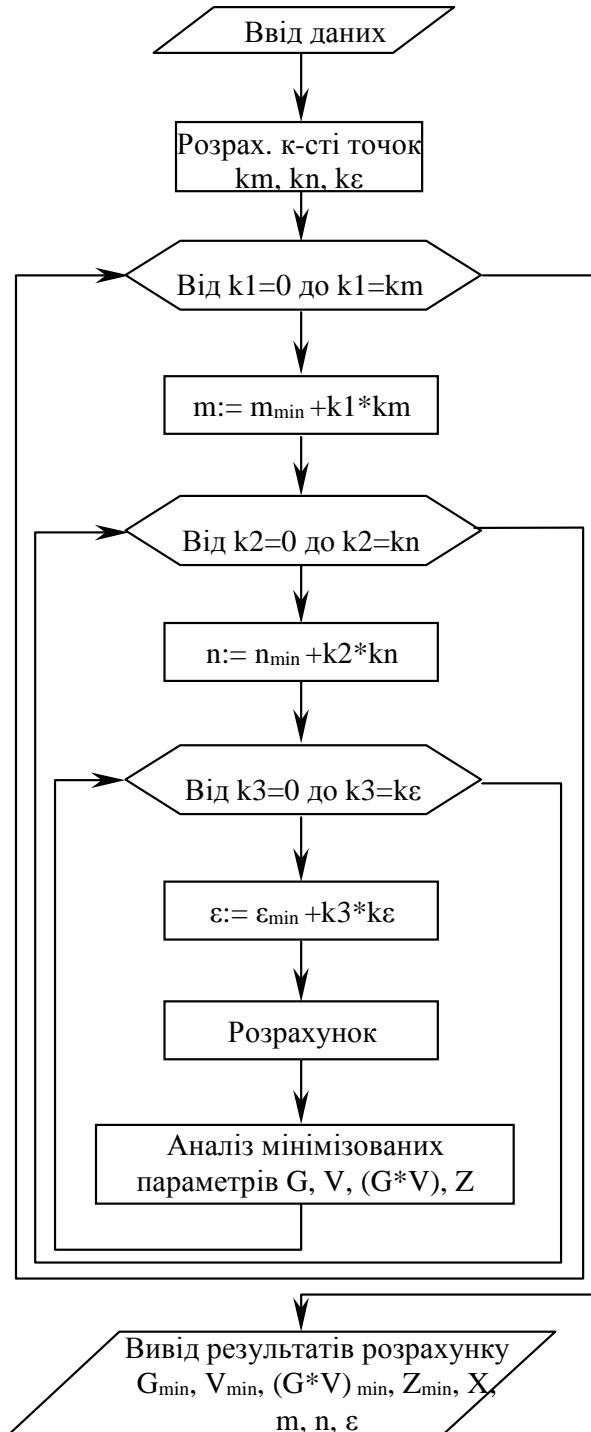 Ввід даних
Розрах. к-сті точок
km, kn, kε
Від k1=0 до k1=km
m:= mmin +k1*km
Від k2=0 до k2=kn
n:= nmin +k2*kn
Від k3=0 до k3=kε
ε:= εmin +k3*kε
Розрахунок
Аналіз мінімізованих
параметрів G, V, (G*V), Z
Вивід результатів розрахунку
Gmin, Vmin, (G*V) min, Zmin, X,
m, n, ε